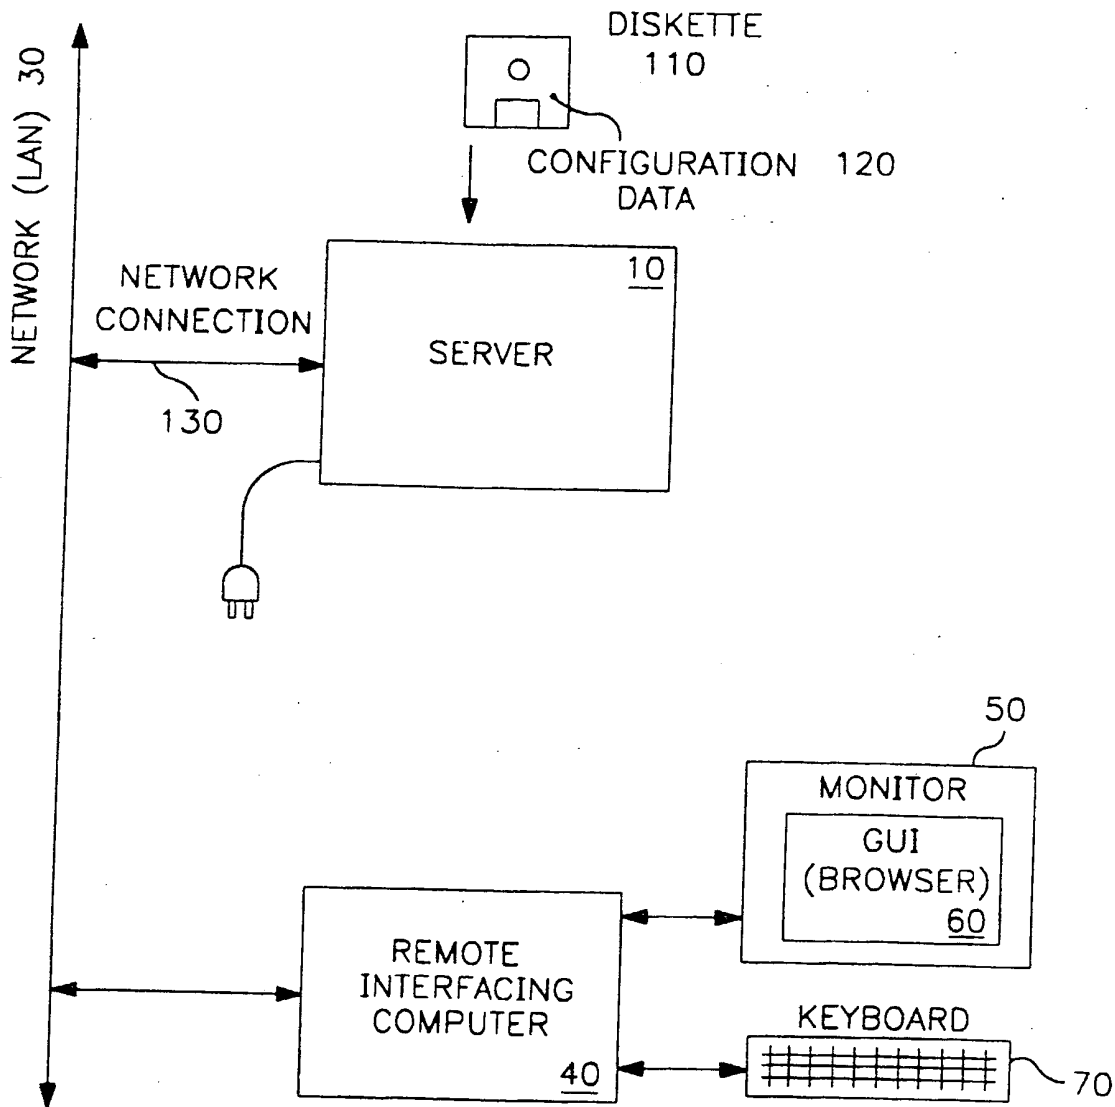 DISKETTE
110
NETWORK (LAN) 30
CONFIGURATION 120
DATA
10
NETWORK
CONNECTION
SERVER
130
50
MONITOR
GUI
(BROWSER)
60
REMOTE
INTERFACING
COMPUTER
40
KEYBOARD
70